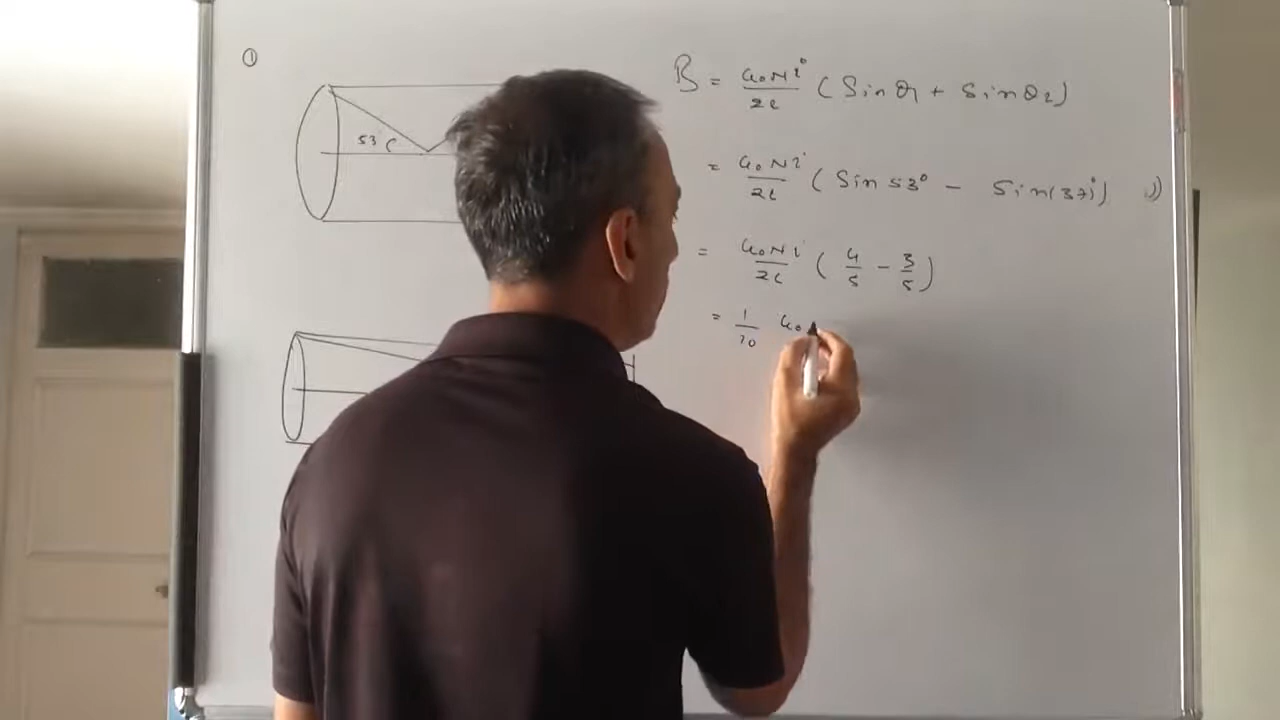 ①
53° C
B = μ₀Ni/2L (Sin θ₁ + Sin θ₂)
= μ₀Ni/2L (Sin 53° - Sin(37)°)
= μ₀Ni/2L (4/5 - 3/5)
= 1/10 μ₀